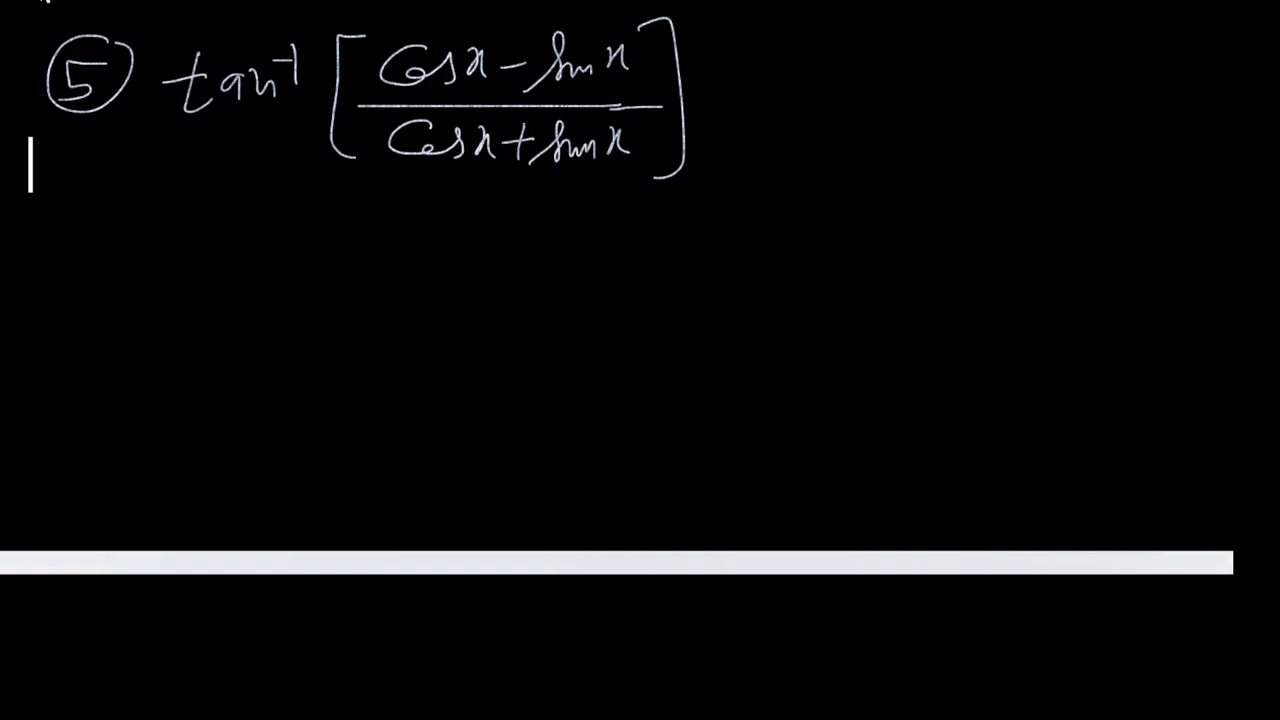 ⑤ tan⁻¹ [ (Cos x - sin x) / (Cos x + sin x) ]